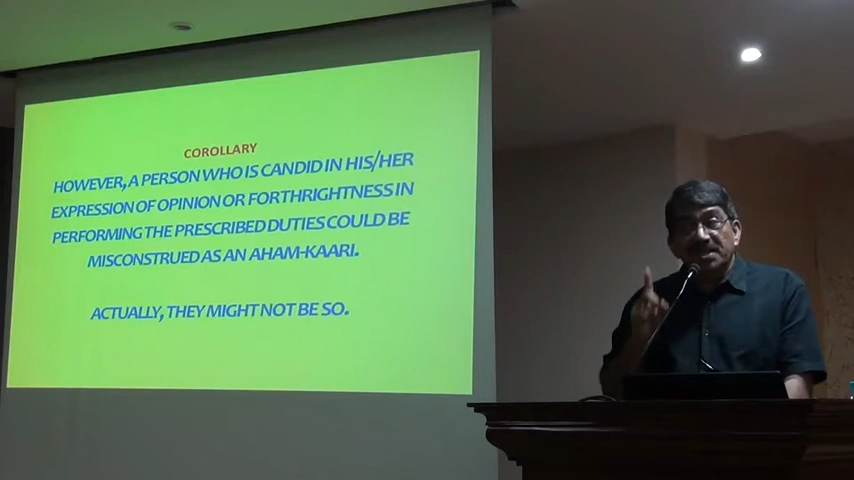 COROLLARY
HOWEVER, A PERSON WHO IS CANDID IN HIS/HER
EXPRESSION OF OPINION OR FORTHRIGHTNESS IN
PERFORMING THE PRESCRIBED DUTIES COULD BE
MISCONSTRUED AS AN AHAM-KAARI.
ACTUALLY, THEY MIGHT NOT BE SO.